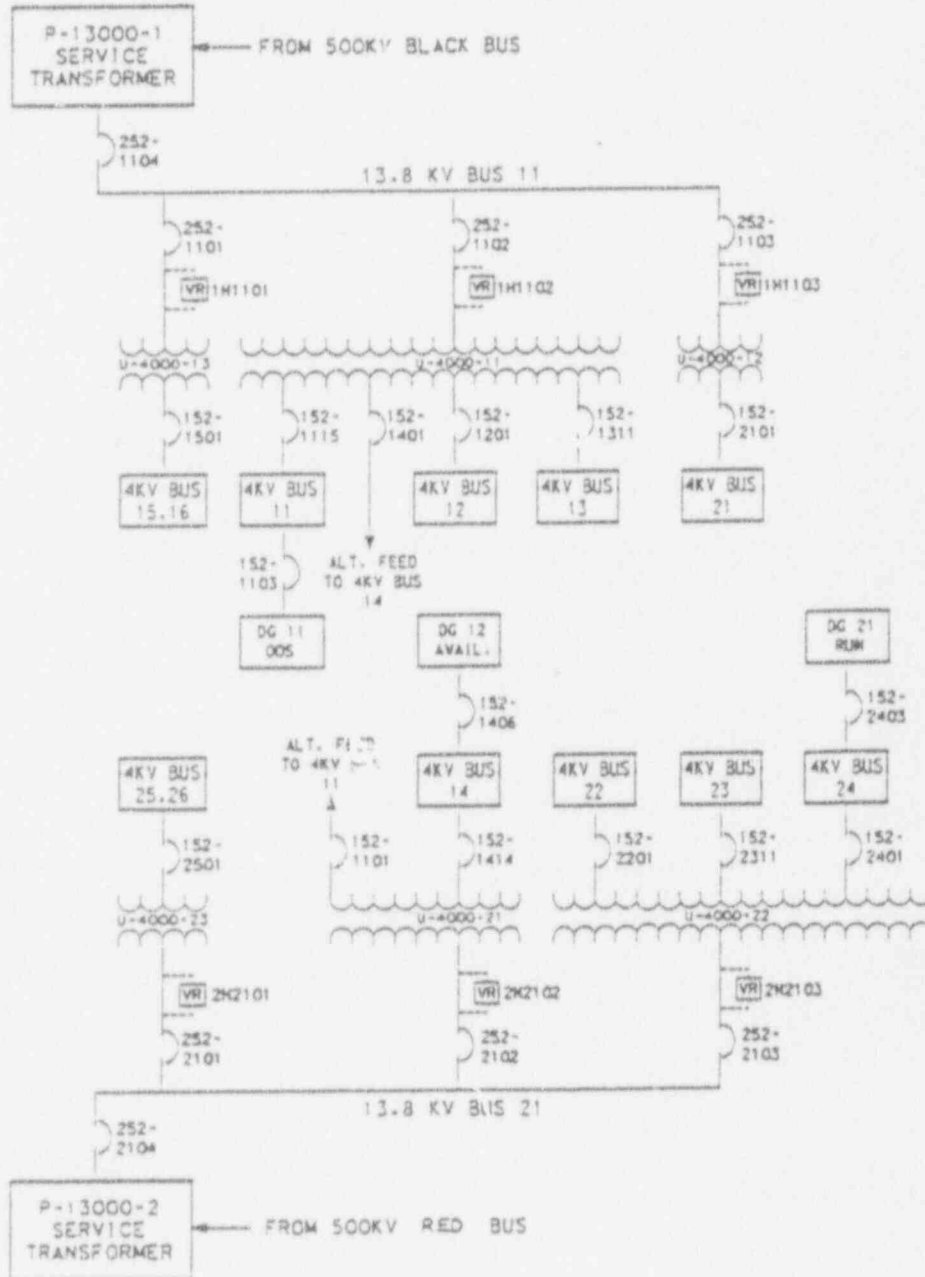 P-13000-1
SERVICE
TRANSFORMER
FROM 500KV BLACK BUS
252-
1104
13.8 KV BUS 11
252-
1101
252-
1102
252-
1103
VR 1H1101
VR 1H1102
VR 1H1103
U-4000-13
U-4000-11
U-4000-12
152-
1501
152-
1115
152-
1401
152-
1201
152-
1311
152-
2101
4KV BUS
15.16
4KV BUS
11
4KV BUS
12
4KV BUS
13
4KV BUS
21
152-
1103
ALT. FEED
TO 4KV BUS
14
DG 11
OOS
DG 12
AVAIL.
DG 21
152-
1406
152-
2403
ALT.
TO 4KV
11
4KV BUS
25.26
4KV BUS
14
4KV BUS
22
4KV BUS
23
4KV BUS
24
152-
2501
152-
1101
152-
1414
152-
2201
152-
2311
152-
2401
U-4000-23
U-4000-21
U-4000-22
VR 2H2101
VR 2H2102
VR 2H2103
252-
2101
252-
2102
252-
2103
13.8 KV BUS 21
252-
2104
P-13000-2
SERVICE
TRANSFORMER
FROM 500KV RED BUS